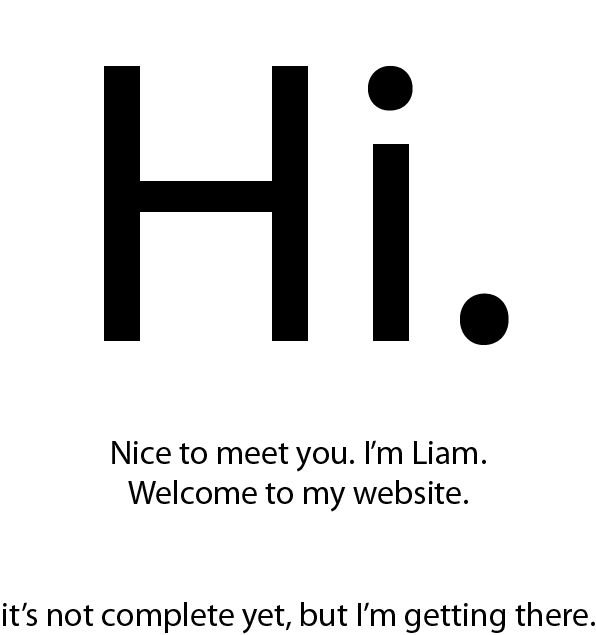 Hi.
Nice to meet you. I’m Liam.
Welcome to my website.
it’s not complete yet, but I’m getting there.